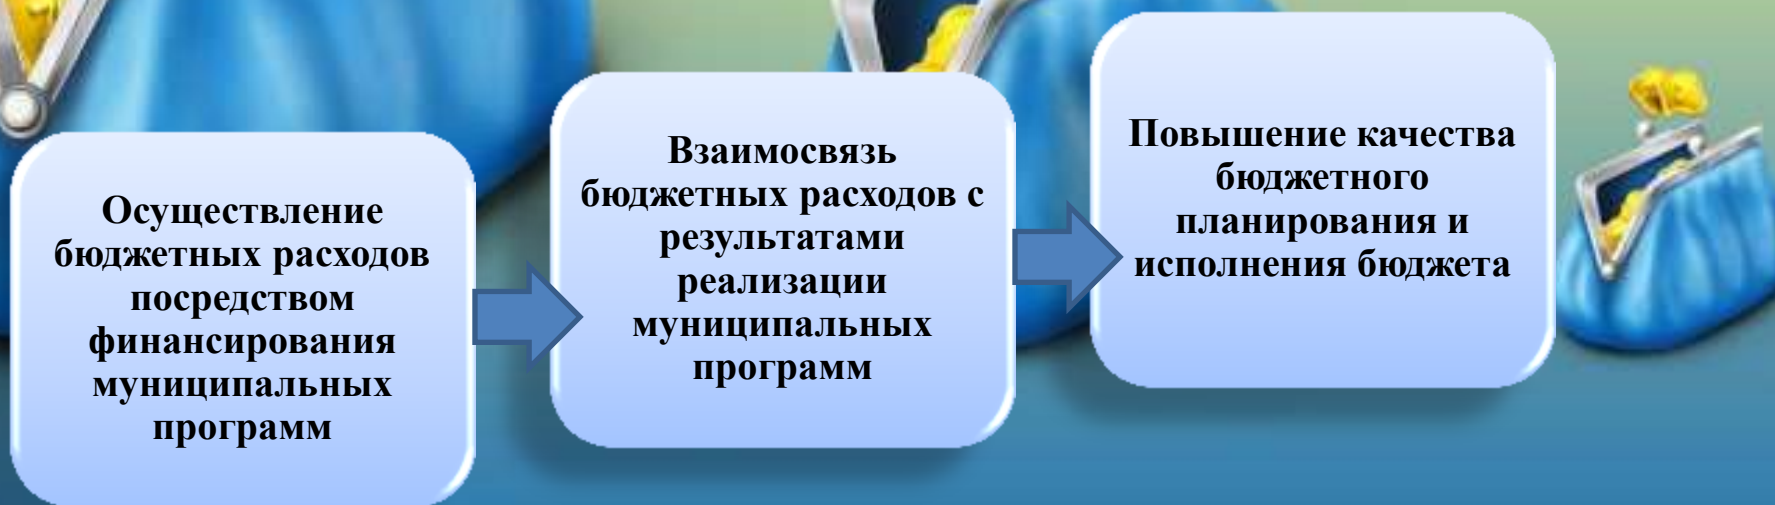 Осуществление
бюджетных расходов
посредством
финансирования
муниципальных
программ
Взаимосвязь
бюджетных расходов с
результатами
реализации
муниципальных
программ
Повышение качества
бюджетного
планирования и
исполнения бюджета